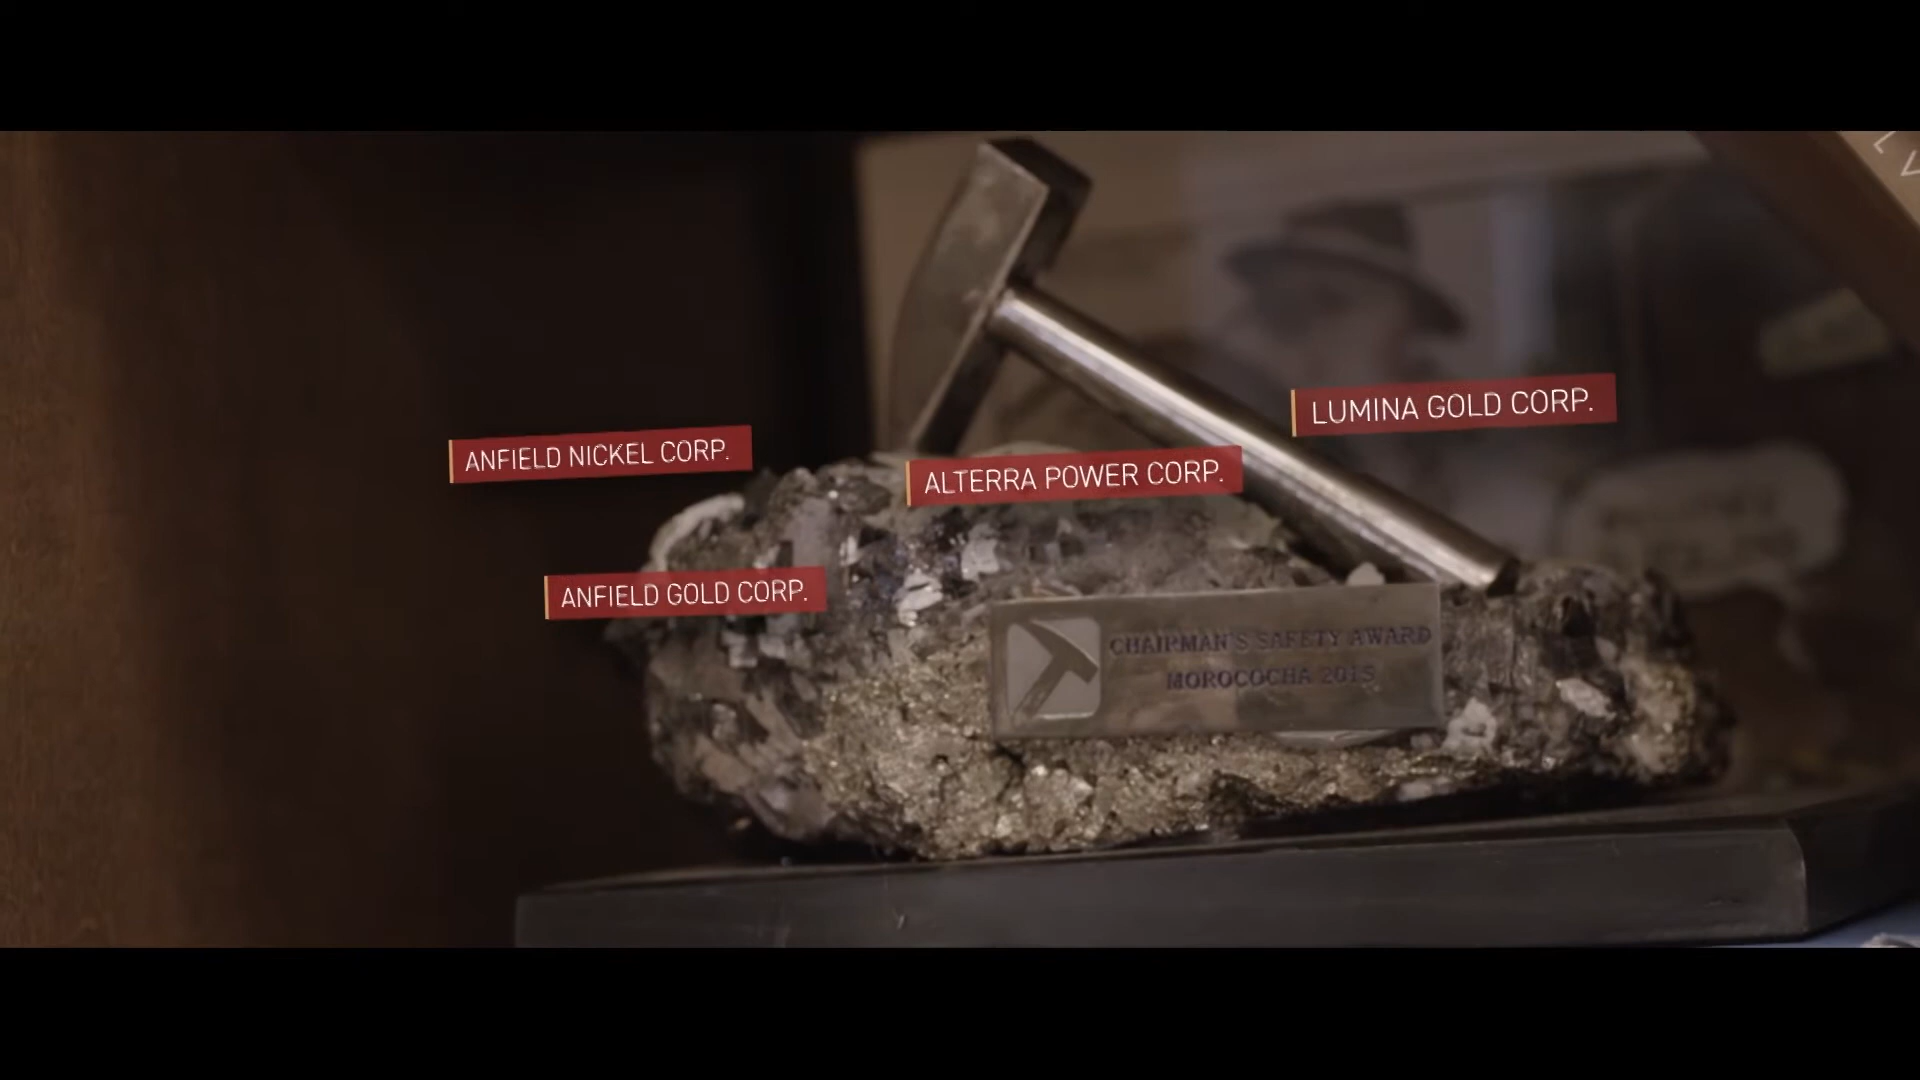 LUMINA GOLD CORP.
ANFIELD NICKEL CORP.
ALTERRA POWER CORP.
ANFIELD GOLD CORP.
CHAIRMAN'S SAFETY AWARD
MOROCOCHA 2015